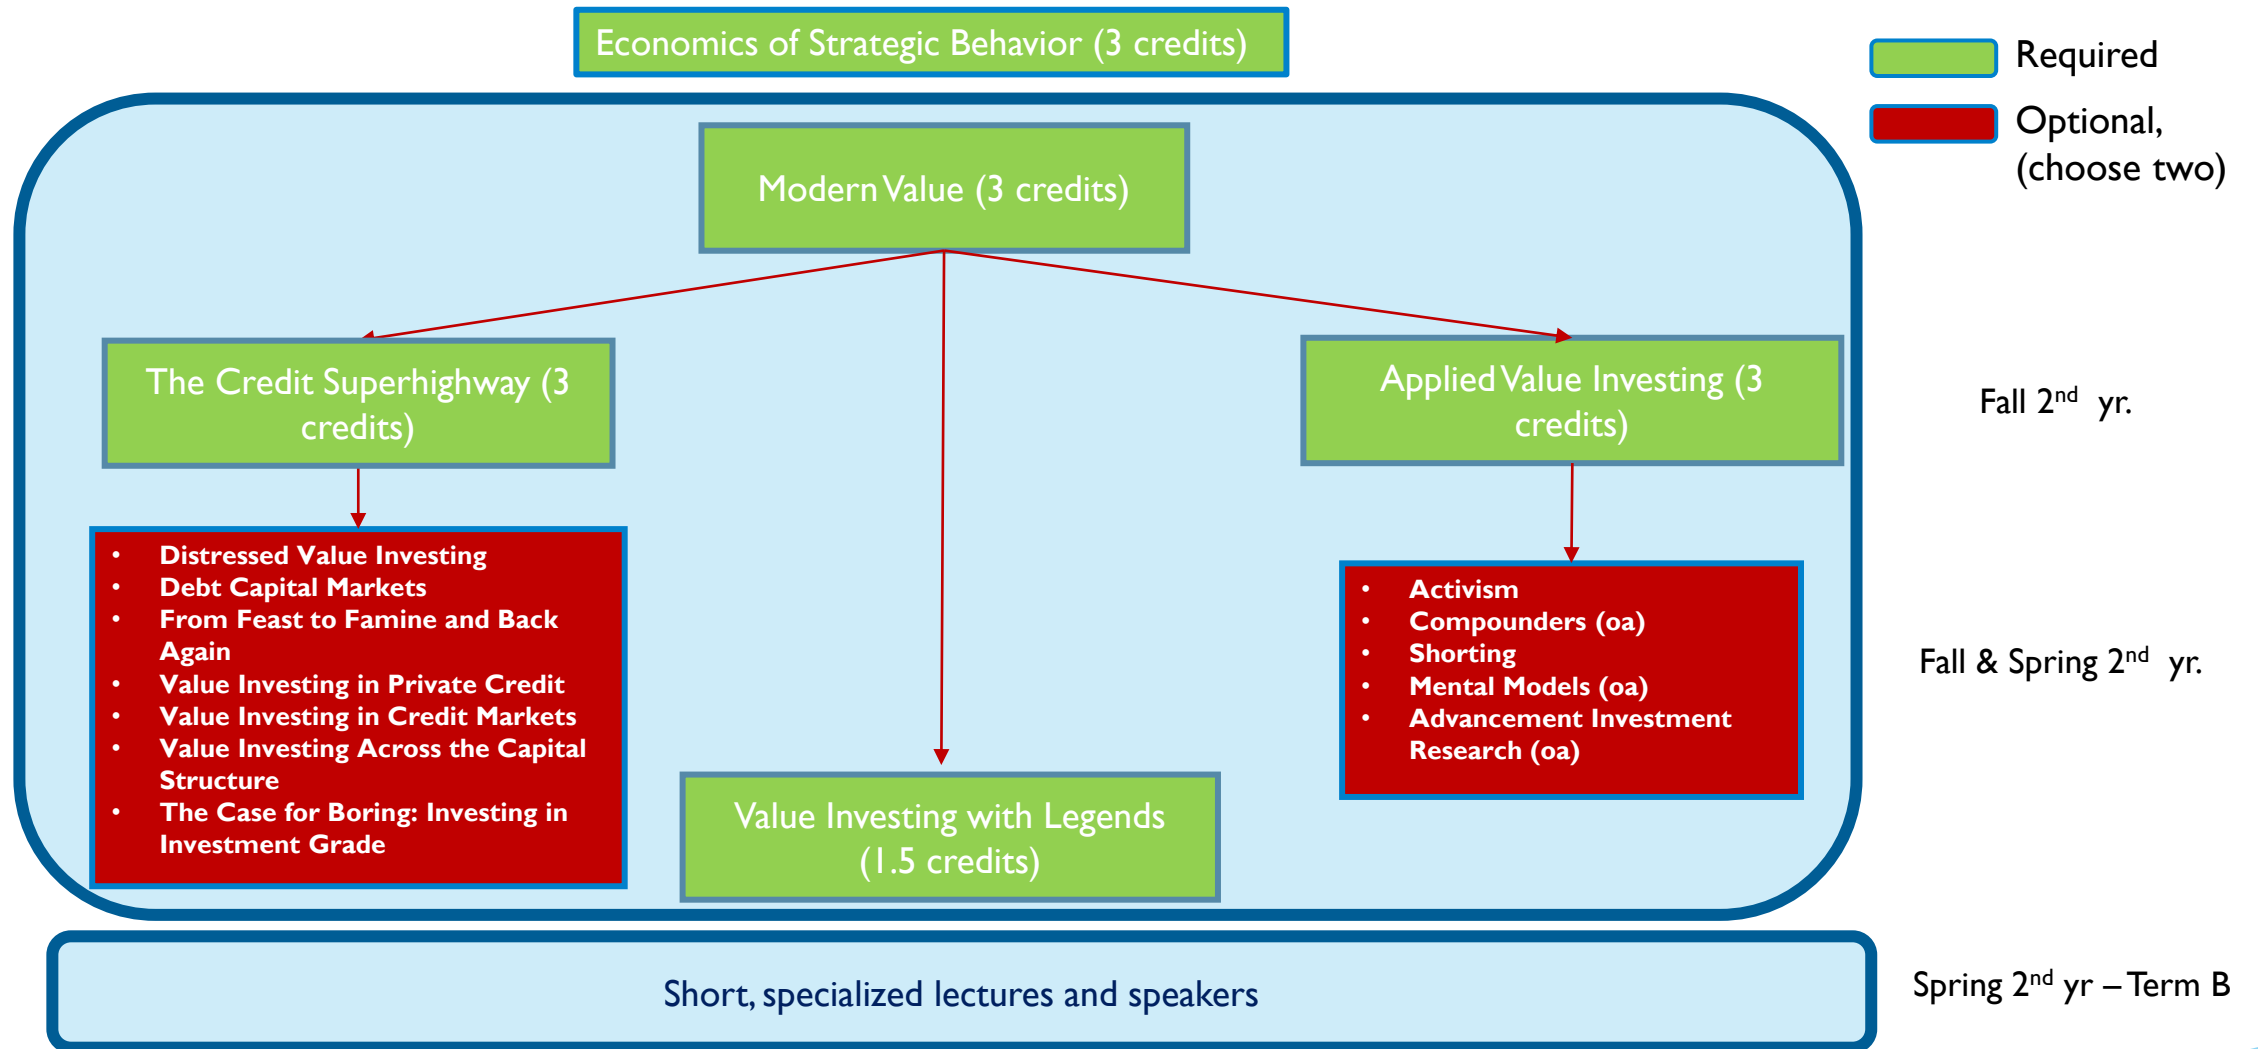 Economics of Strategic Behavior (3 credits)
Required
Optional,
(choose two)
Modern Value (3 credits)
The Credit Superhighway (3
credits)
Applied Value Investing (3
credits)
Fall 2nd yr.
• Distressed Value Investing
• Debt Capital Markets
• From Feast to Famine and Back
Again
• Value Investing in Private Credit
• Value Investing in Credit Markets
• Value Investing Across the Capital
Structure
• The Case for Boring: Investing in
Investment Grade
• Activism
• Compounders (oa)
• Shorting
• Mental Models (oa)
• Advancement Investment
Research (oa)
Fall & Spring 2nd yr.
Value Investing with Legends
(1.5 credits)
Short, specialized lectures and speakers
Spring 2nd yr – Term B